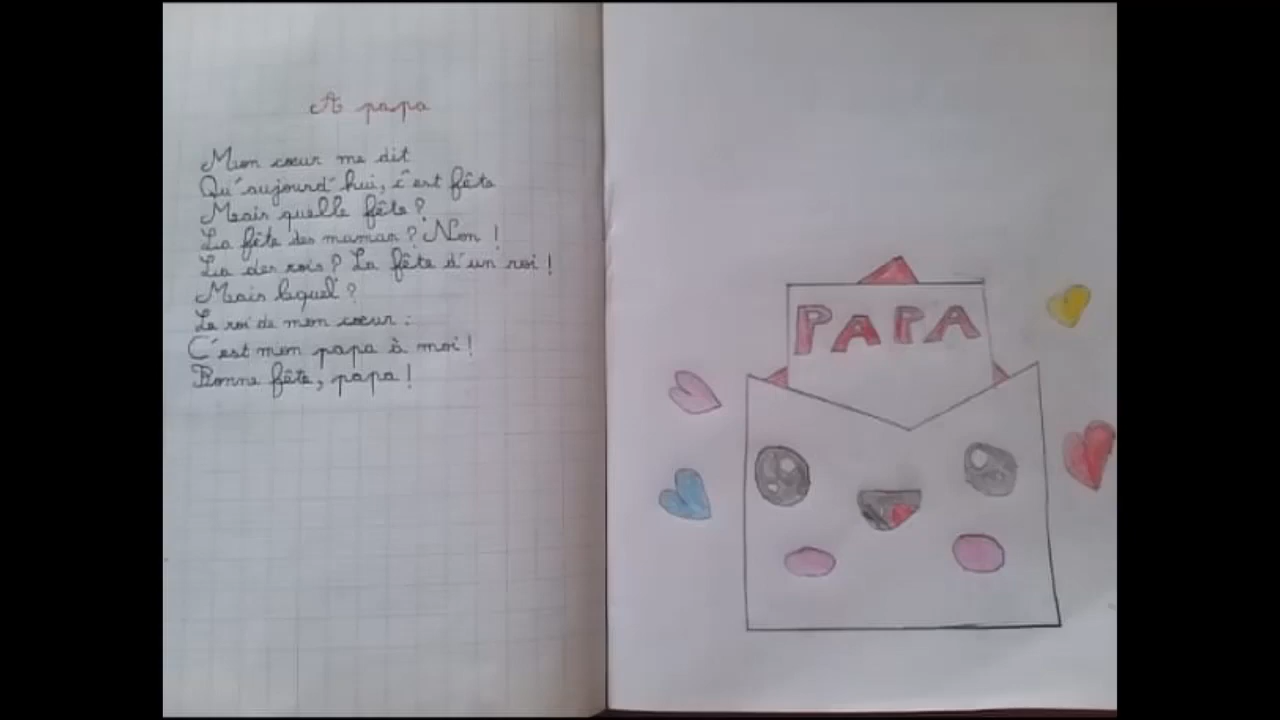 A papa
Mon cœur me dit
Qu'aujourd'hui, c'est fête
Mais quelle fête ?
La fête des maman ? Non !
La des rois ? La fête d'un roi !
Mais lequel ?
Le roi de mon cœur :
C'est mon papa à moi !
Bonne fête, papa !
PAPA